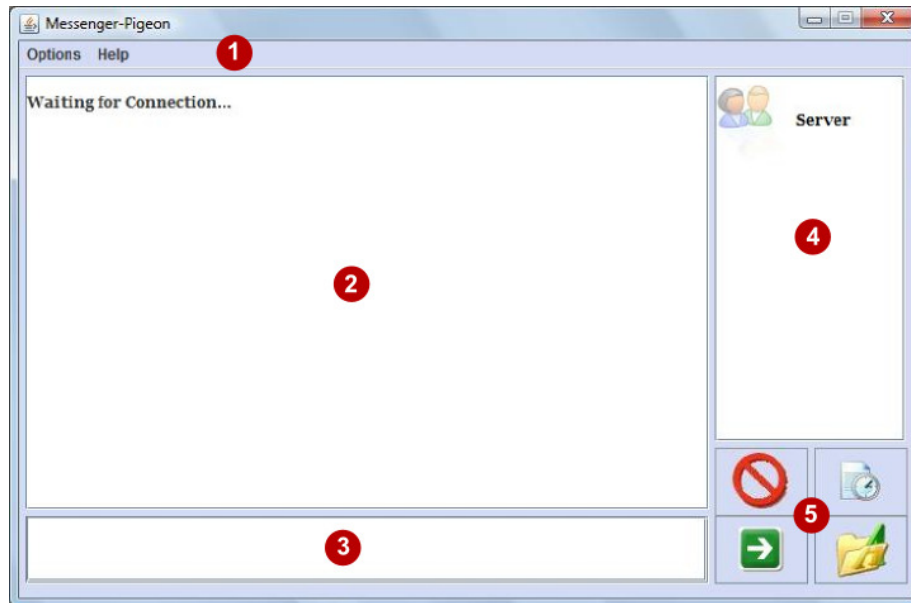 Messenger-Pigeon
Options Help
1
Waiting for Connection...
Server
2
4
3
5